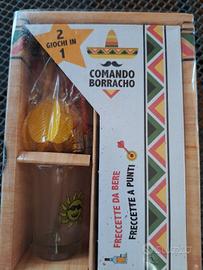 2
GIOCHI IN
1
COMANDO
BORRACHO
FRECCETTE DA BERE
FRECCETTE A PUNTI